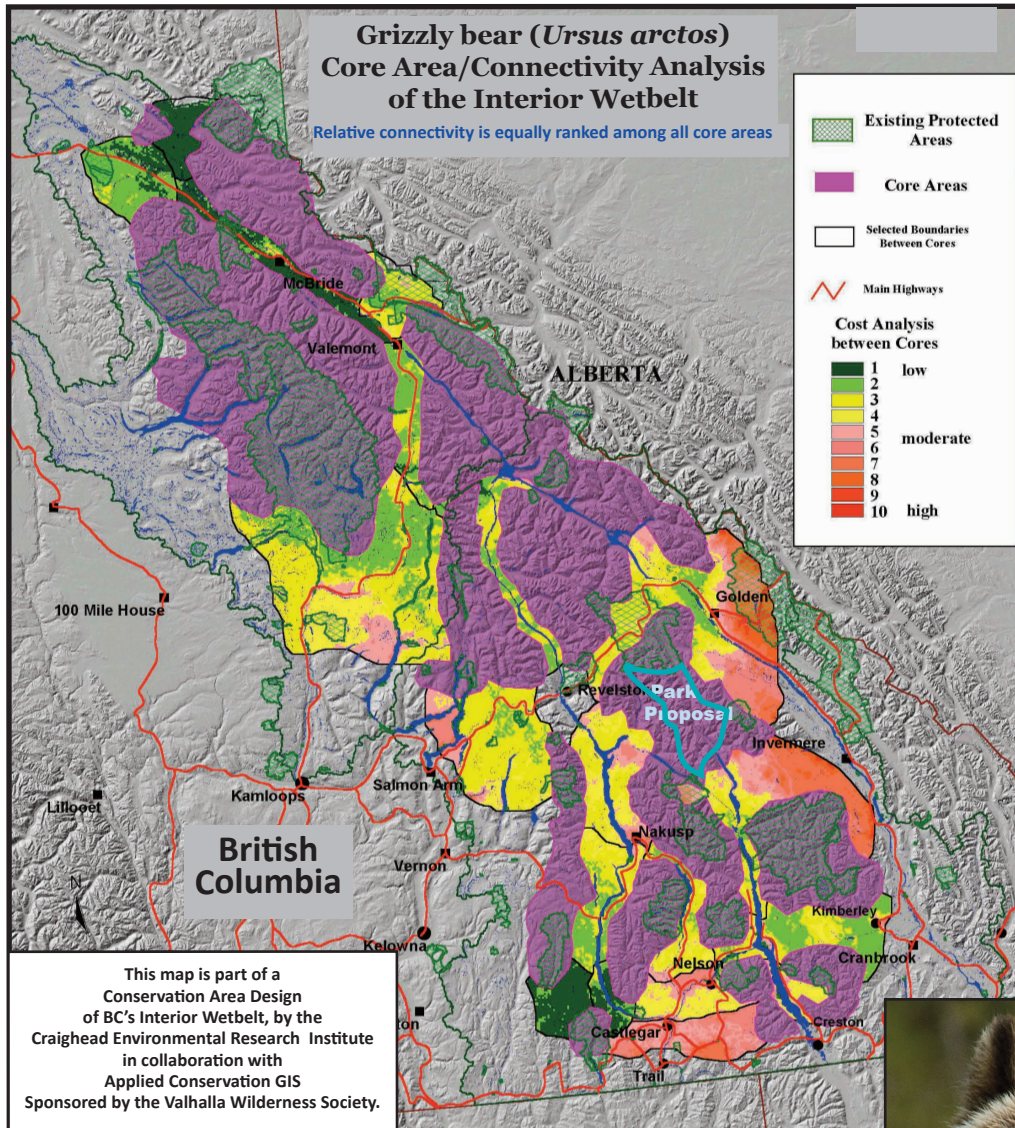 Grizzly bear (Ursus arctos)
Core Area/Connectivity Analysis
of the Interior Wetbelt
Relative connectivity is equally ranked among all core areas
Existing Protected
Areas
Core Areas
Selected Boundaries
Between Cores
Main Highways
Cost Analysis
between Cores
1 low
2
3
4
5 moderate
6
7
8
9
10 high
McBride
Valemont
ALBERTA
100 Mile House
Golden
Revelsto
Park
Proposal
Invermere
Salmon Arm
Kamloops
Lillooet
Nakusp
British
Columbia
Vernon
N
Kimberley
Kelowna
Cranbrook
Nelson
ton
Castlegar
Creston
Trail
This map is part of a
Conservation Area Design
of BC's Interior Wetbelt, by the
Craighead Environmental Research Institute
in collaboration with
Applied Conservation GIS
Sponsored by the Valhalla Wilderness Society.